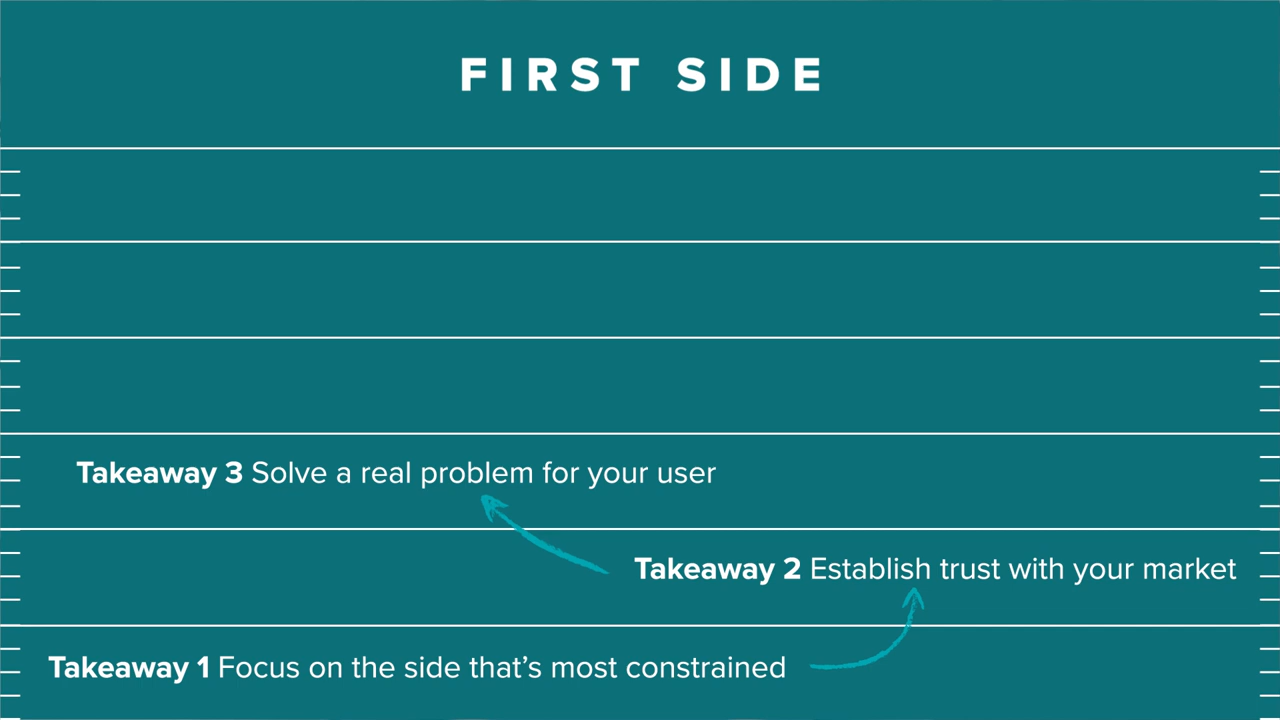 FIRST SIDE
Takeaway 3 Solve a real problem for your user
Takeaway 2 Establish trust with your market
Takeaway 1 Focus on the side that’s most constrained